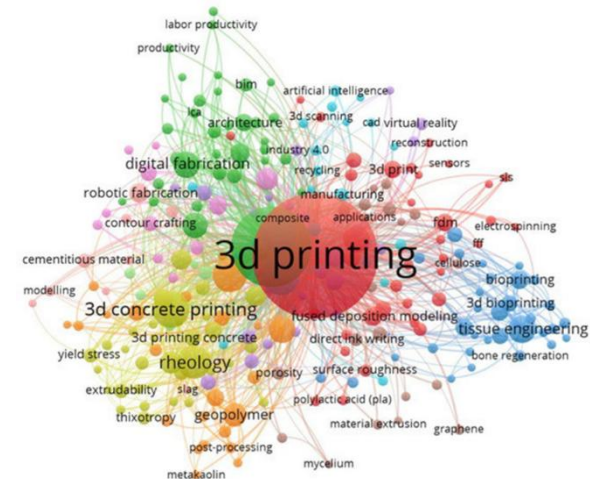 labor productivity
productivity
bim
artificial intelligence
lca
3d scanning
architecture
cad virtual reality
reconstruction
industry 4.0
digital fabrication
recycling
3d print
sensors
sls
robotic fabrication
manufacturing
contour crafting
composite
applications
fdm
electrospinning
fff
3d printing
cementitious material
cellulose
bioprinting
modelling
3d bioprinting
3d concrete printing
fused deposition modeling
tissue engineering
3d printing concrete
direct ink writing
yield stress
rheology
bone regeneration
porosity
surface roughness
extrudability
slag
polylactic acid (pla)
thixotropy
geopolymer
material extrusion
graphene
post-processing
mycelium
metakaolin